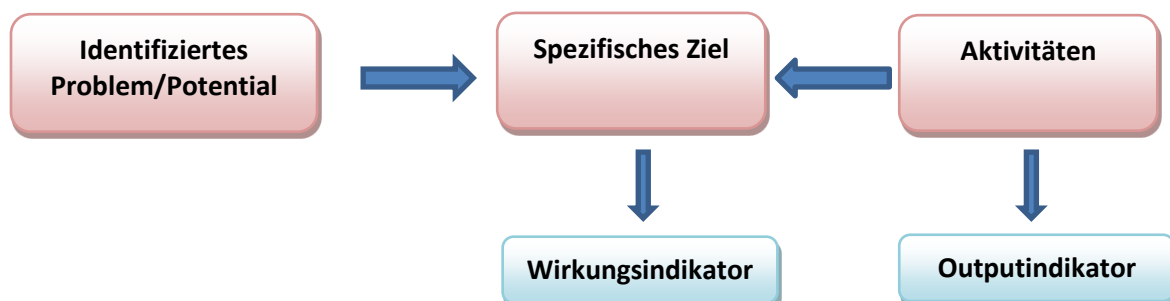 Identifiziertes
Problem/Potential
Spezifisches Ziel
Aktivitäten
Wirkungsindikator
Outputindikator